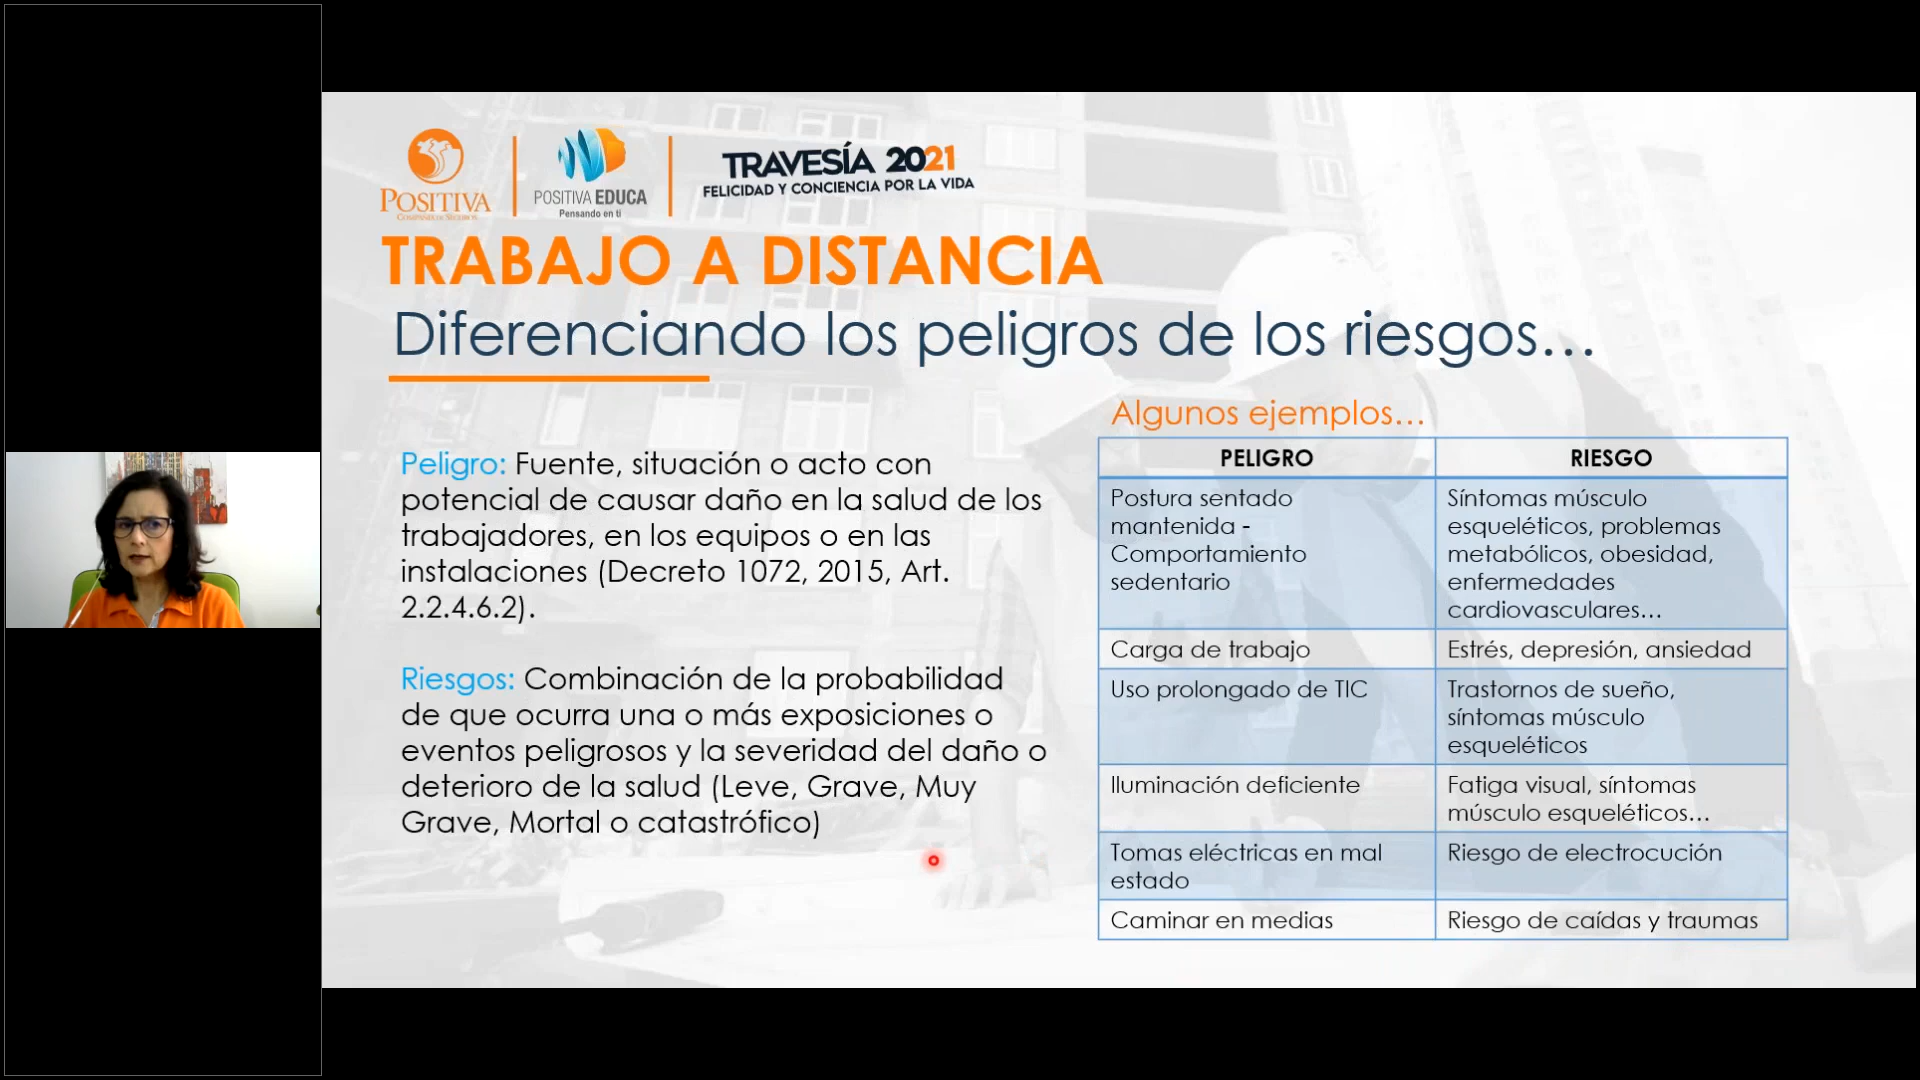 POSITIVA
COMPAÑÍA DE SEGUROS
POSITIVA EDUCA
Pensando en ti
TRAVESÍA 2021
FELICIDAD Y CONCIENCIA POR LA VIDA
TRABAJO A DISTANCIA
Diferenciando los peligros de los riesgos...
Peligro: Fuente, situación o acto con
potencial de causar daño en la salud de los
trabajadores, en los equipos o en las
instalaciones (Decreto 1072, 2015, Art.
2.2.4.6.2).
Riesgos: Combinación de la probabilidad
de que ocurra una o más exposiciones o
eventos peligrosos y la severidad del daño o
deterioro de la salud (Leve, Grave, Muy
Grave, Mortal o catastrófico)
Algunos ejemplos...
PELIGRO
RIESGO
Postura sentado
mantenida -
Comportamiento
sedentario
Síntomas músculo
esqueléticos, problemas
metabólicos, obesidad,
enfermedades
cardiovasculares...
Carga de trabajo
Estrés, depresión, ansiedad
Uso prolongado de TIC
Trastornos de sueño,
síntomas músculo
esqueléticos
Iluminación deficiente
Fatiga visual, síntomas
músculo esqueléticos...
Tomas eléctricas en mal
estado
Riesgo de electrocución
Caminar en medias
Riesgo de caídas y traumas